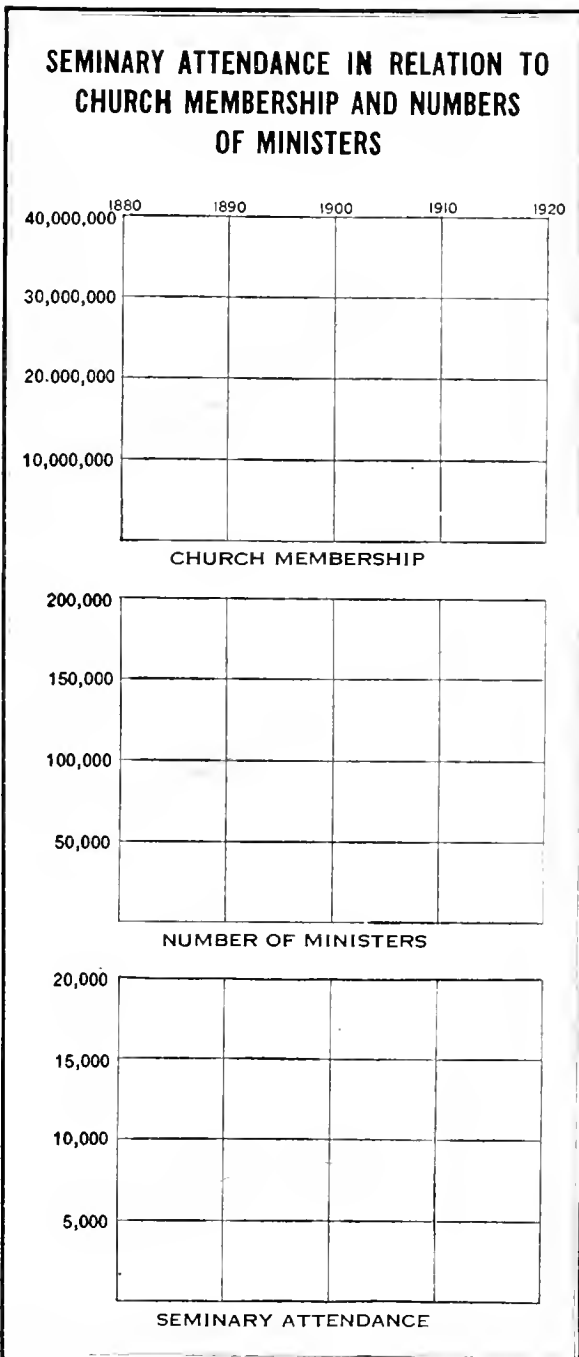 SEMINARY ATTENDANCE IN RELATION TO
CHURCH MEMBERSHIP AND NUMBERS
OF MINISTERS
1880 1890 1900 1910 1920
40,000,000
30,000,000
20.000,000
10,000,000
CHURCH MEMBERSHIP
200,000
150,000
100,000
50,000
NUMBER OF MINISTERS
20,000
15,000
10,000
5,000
SEMINARY ATTENDANCE